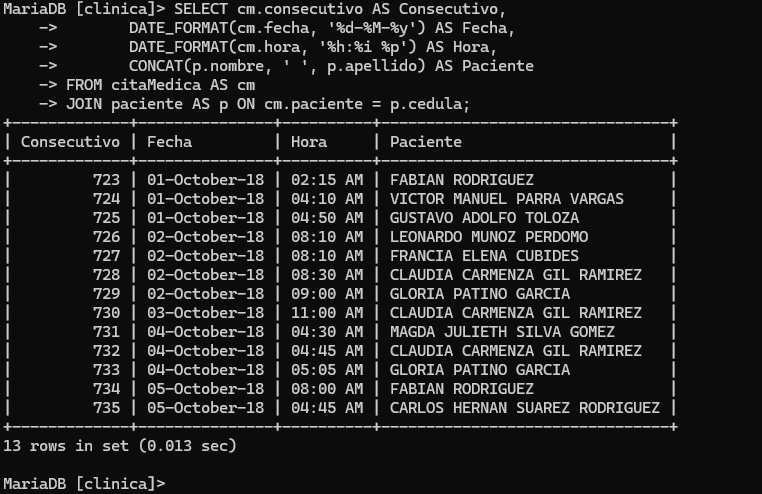 MariaDB [clinica]> SELECT cm.consecutivo AS Consecutivo,
    ->        DATE_FORMAT(cm.fecha, '%d-%M-%y') AS Fecha,
    ->        DATE_FORMAT(cm.hora, '%h:%i %p') AS Hora,
    ->        CONCAT(p.nombre, ' ', p.apellido) AS Paciente
    -> FROM citaMedica AS cm
    -> JOIN paciente AS p ON cm.paciente = p.cedula;
+-------------+---------------+----------+--------------------------------+
| Consecutivo | Fecha         | Hora     | Paciente                       |
+-------------+---------------+----------+--------------------------------+
|         723 | 01-October-18 | 02:15 AM | FABIAN RODRIGUEZ               |
|         724 | 01-October-18 | 04:10 AM | VICTOR MANUEL PARRA VARGAS     |
|         725 | 01-October-18 | 04:50 AM | GUSTAVO ADOLFO TOLOZA          |
|         726 | 02-October-18 | 08:10 AM | LEONARDO MUNOZ PERDOMO         |
|         727 | 02-October-18 | 08:10 AM | FRANCIA ELENA CUBIDES          |
|         728 | 02-October-18 | 08:30 AM | CLAUDIA CARMENZA GIL RAMIREZ   |
|         729 | 02-October-18 | 09:00 AM | GLORIA PATINO GARCIA           |
|         730 | 03-October-18 | 11:00 AM | CLAUDIA CARMENZA GIL RAMIREZ   |
|         731 | 04-October-18 | 04:30 AM | MAGDA JULIETH SILVA GOMEZ      |
|         732 | 04-October-18 | 04:45 AM | CLAUDIA CARMENZA GIL RAMIREZ   |
|         733 | 04-October-18 | 05:05 AM | GLORIA PATINO GARCIA           |
|         734 | 05-October-18 | 08:00 AM | FABIAN RODRIGUEZ               |
|         735 | 05-October-18 | 04:45 AM | CARLOS HERNAN SUAREZ RODRIGUEZ |
+-------------+---------------+----------+--------------------------------+
13 rows in set (0.013 sec)

MariaDB [clinica]>